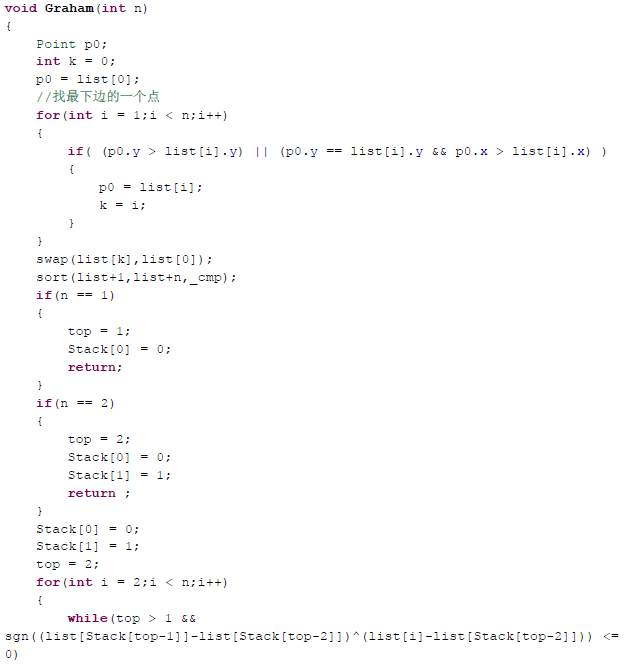 void Graham(int n)
{
    Point p0;
    int k = 0;
    p0 = list[0];
    //找最下边的一个点
    for(int i = 1;i < n;i++)
    {
        if( (p0.y > list[i].y) || (p0.y == list[i].y && p0.x > list[i].x) )
        {
            p0 = list[i];
            k = i;
        }
    }
    swap(list[k],list[0]);
    sort(list+1,list+n,_cmp);
    if(n == 1)
    {
        top = 1;
        Stack[0] = 0;
        return;
    }
    if(n == 2)
    {
        top = 2;
        Stack[0] = 0;
        Stack[1] = 1;
        return ;
    }
    Stack[0] = 0;
    Stack[1] = 1;
    top = 2;
    for(int i = 2;i < n;i++)
    {
        while(top > 1 &&
sgn((list[Stack[top-1]]-list[Stack[top-2]])^(list[i]-list[Stack[top-2]])) <=
0)